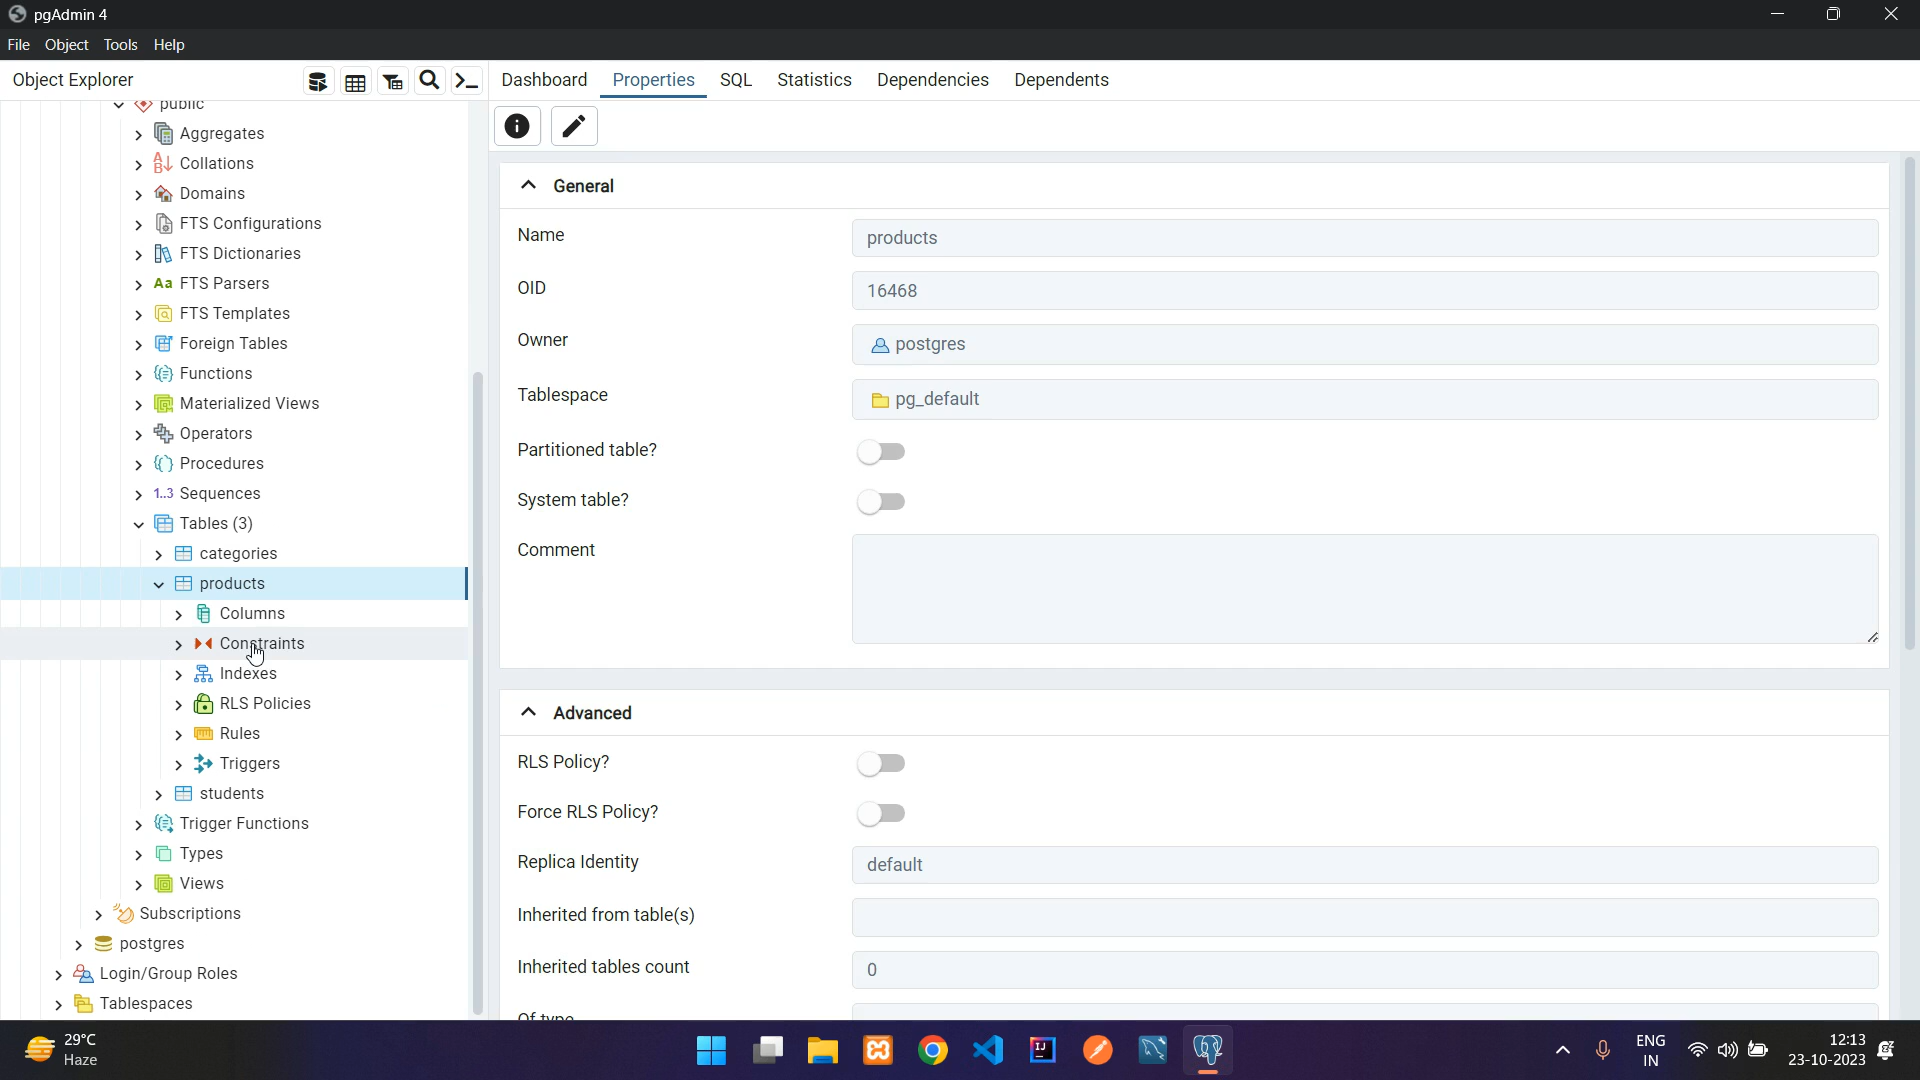 pgAdmin 4
File Object Tools Help
Object Explorer
Dashboard Properties SQL Statistics Dependencies Dependents
public
Aggregates
Collations
Domains
FTS Configurations
FTS Dictionaries
Aa FTS Parsers
FTS Templates
Foreign Tables
Functions
Materialized Views
Operators
Procedures
1..3 Sequences
Tables (3)
categories
products
Columns
Constraints
Indexes
RLS Policies
Rules
Triggers
students
Trigger Functions
Types
Views
Subscriptions
postgres
Login/Group Roles
Tablespaces
General
Name products
OID 16468
Owner postgres
Tablespace pg_default
Partitioned table?
System table?
Comment
Advanced
RLS Policy?
Force RLS Policy?
Replica Identity default
Inherited from table(s)
Inherited tables count 0
Of type
29°C
Haze
ENG
IN
12:13
23-10-2023